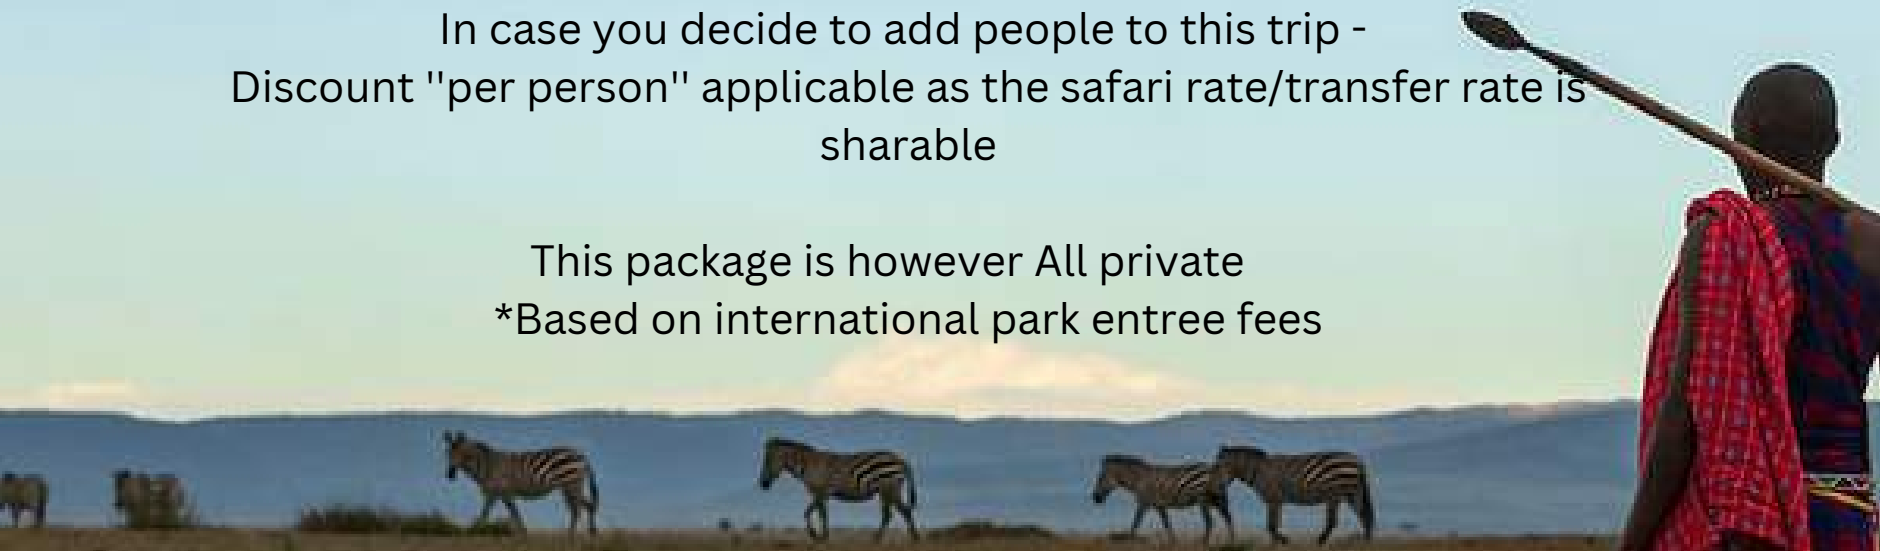 In case you decide to add people to this trip -
Discount "per person" applicable as the safari rate/transfer rate is
sharable
This package is however All private
*Based on international park entree fees